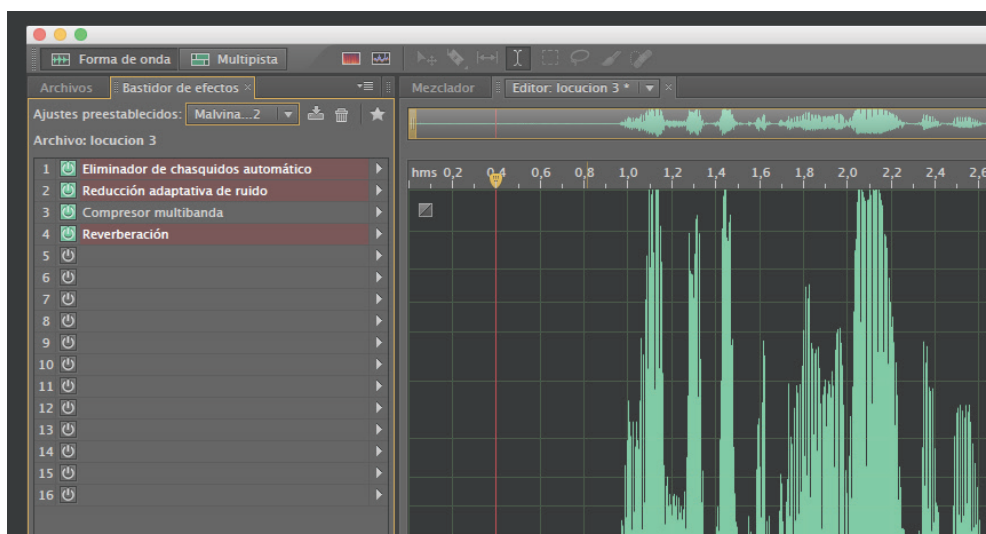 Forma de onda Multipista
Archivos Bastidor de efectos × Mezclador Editor: locucion 3 * ×
Ajustes preestablecidos: Malvina...2
Archivo: locucion 3
hms 0,2 0,4 0,6 0,8 1,0 1,2 1,4 1,6 1,8 2,0 2,2 2,4 2,6
1 Eliminador de chasquidos automático
2 Reducción adaptativa de ruido
3 Compresor multibanda
4 Reverberación
5
6
7
8
9
10
11
12
13
14
15
16